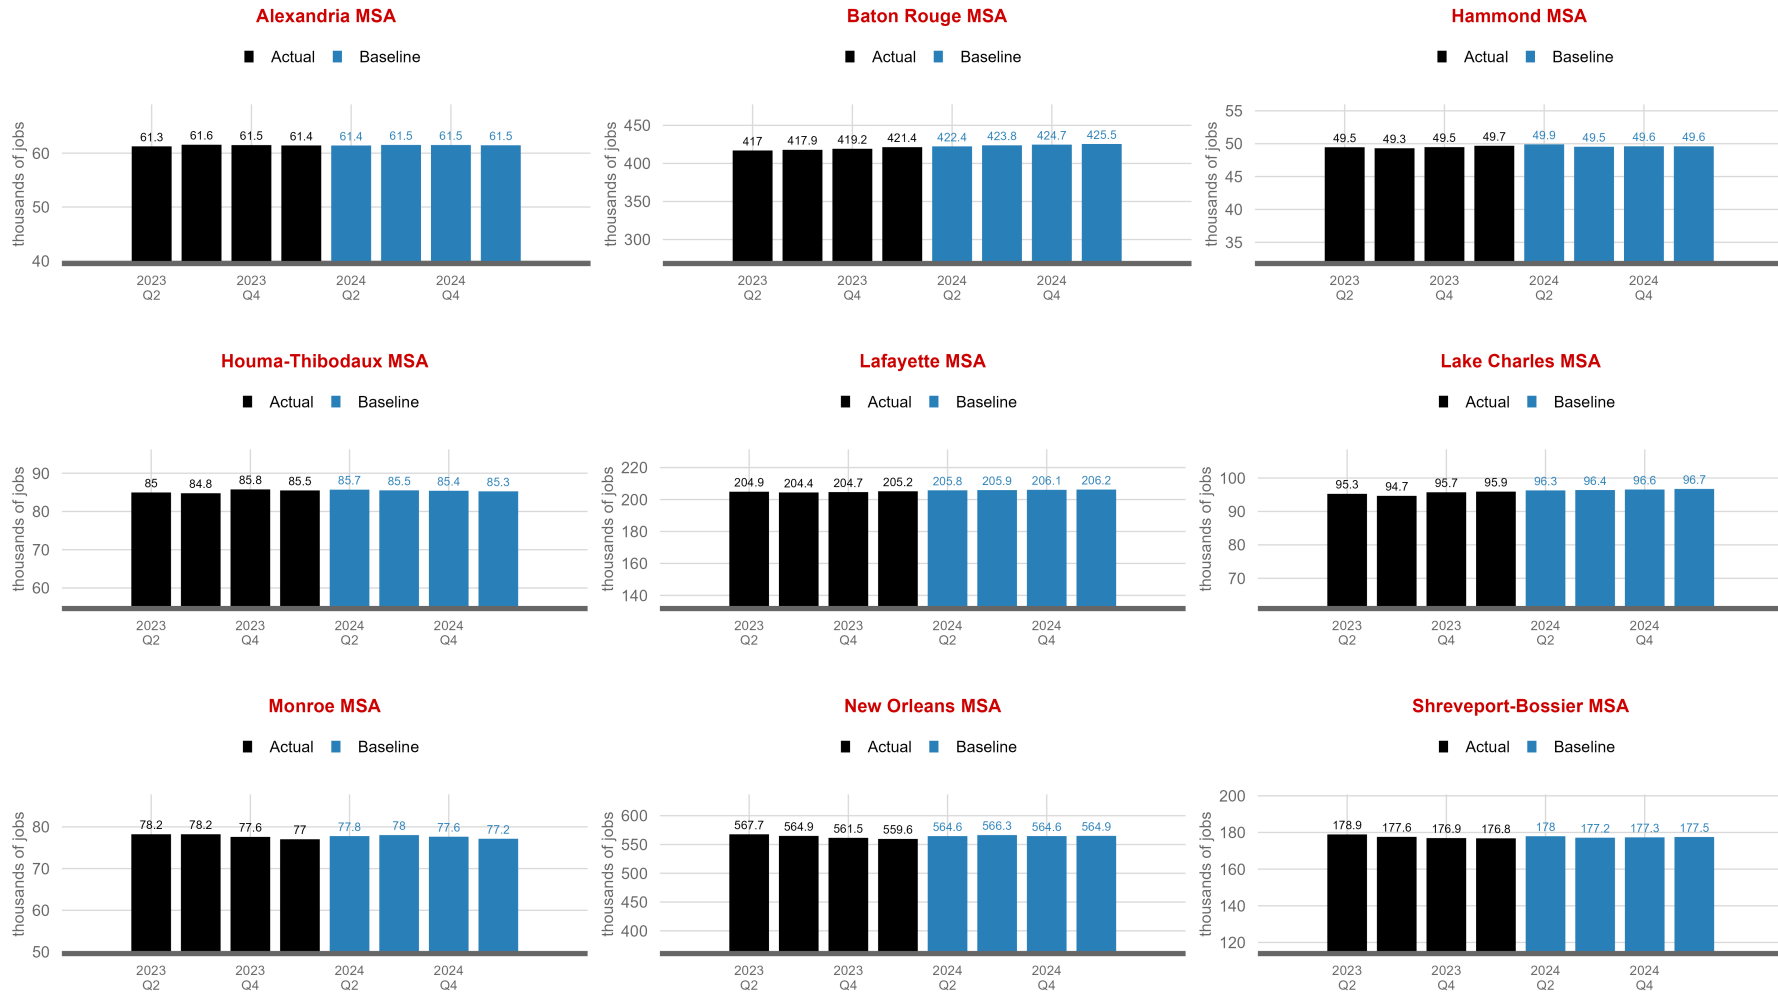 Alexandria MSA
Actual Baseline
thousands of jobs
60
50
40
61.3 61.6 61.5 61.4 61.4 61.5 61.5 61.5
2023 2023 2024 2024
Q2 Q4 Q2 Q4
Baton Rouge MSA
Actual Baseline
thousands of jobs
450
400
350
300
417 417.9 419.2 421.4 422.4 423.8 424.7 425.5
2023 2023 2024 2024
Q2 Q4 Q2 Q4
Hammond MSA
Actual Baseline
thousands of jobs
55
50
45
40
35
49.5 49.3 49.5 49.7 49.9 49.5 49.6 49.6
2023 2023 2024 2024
Q2 Q4 Q2 Q4
Houma-Thibodaux MSA
Actual Baseline
thousands of jobs
90
80
70
60
85 84.8 85.8 85.5 85.7 85.5 85.4 85.3
2023 2023 2024 2024
Q2 Q4 Q2 Q4
Lafayette MSA
Actual Baseline
thousands of jobs
220
200
180
160
140
204.9 204.4 204.7 205.2 205.8 205.9 206.1 206.2
2023 2023 2024 2024
Q2 Q4 Q2 Q4
Lake Charles MSA
Actual Baseline
thousands of jobs
100
90
80
70
95.3 94.7 95.7 95.9 96.3 96.4 96.6 96.7
2023 2023 2024 2024
Q2 Q4 Q2 Q4
Monroe MSA
Actual Baseline
thousands of jobs
80
70
60
50
78.2 78.2 77.6 77 77.8 78 77.6 77.2
2023 2023 2024 2024
Q2 Q4 Q2 Q4
New Orleans MSA
Actual Baseline
thousands of jobs
600
550
500
450
400
567.7 564.9 561.5 559.6 564.6 566.3 564.6 564.9
2023 2023 2024 2024
Q2 Q4 Q2 Q4
Shreveport-Bossier MSA
Actual Baseline
thousands of jobs
200
180
160
140
120
178.9 177.6 176.9 176.8 178 177.2 177.3 177.5
2023 2023 2024 2024
Q2 Q4 Q2 Q4